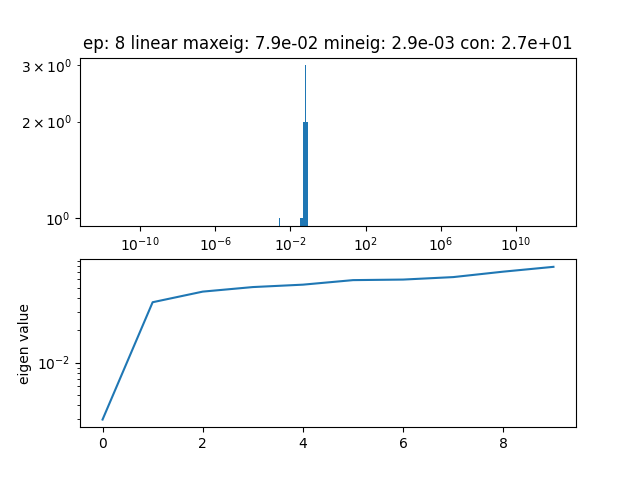 ep: 8 linear maxeig: 7.9e-02 mineig: 2.9e-03 con: 2.7e+01
3 × 10⁰
2 × 10⁰
10⁰
10⁻¹⁰ 10⁻⁶ 10⁻² 10² 10⁶ 10¹⁰
eigen value
10⁻²
0 2 4 6 8